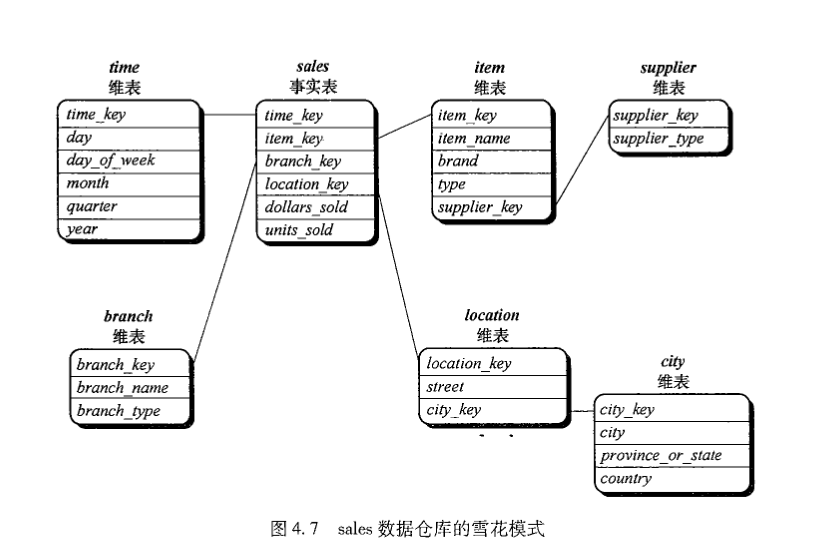 time
维表
time_key
day
day_of_week
month
quarter
year
sales
事实表
time_key
item_key
branch_key
location_key
dollars_sold
units_sold
item
维表
item_key
item_name
brand
type
supplier_key
supplier
维表
supplier_key
supplier_type
branch
维表
branch_key
branch_name
branch_type
location
维表
location_key
street
city_key
city
维表
city_key
city
province_or_state
country
图 4.7 sales 数据仓库的雪花模式